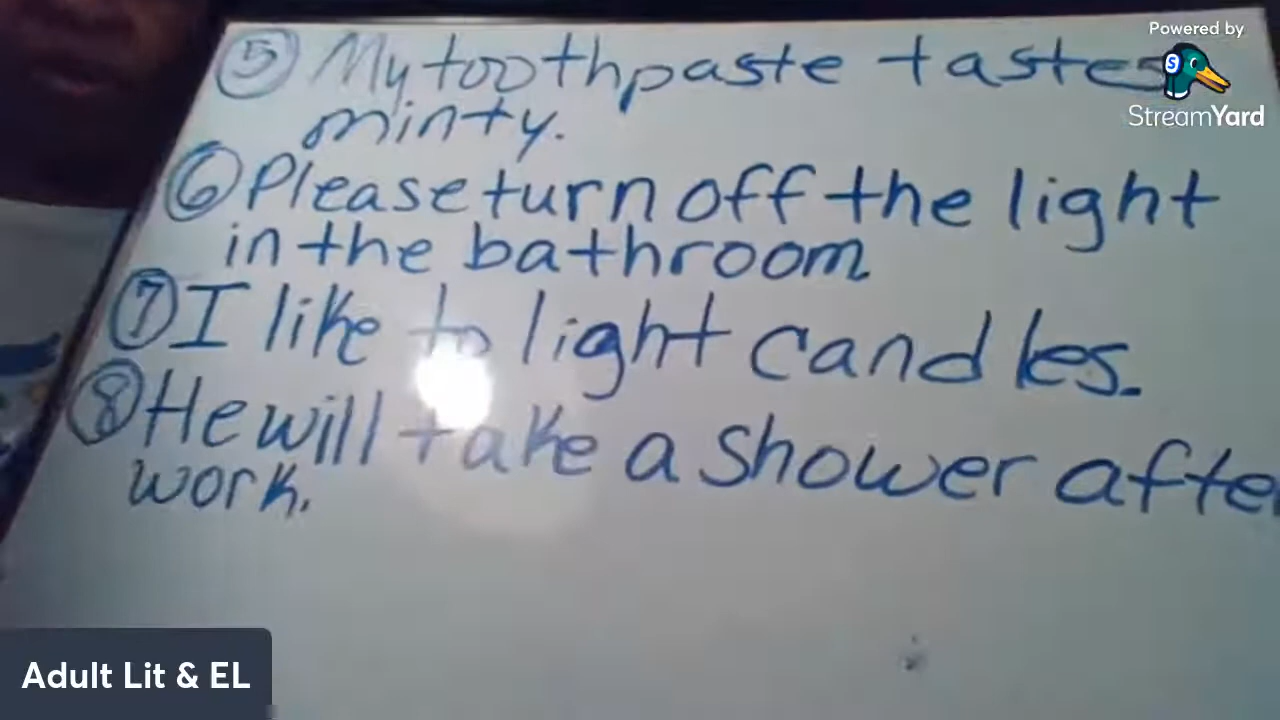 Powered by
StreamYard
⑤ My toothpaste tastes
minty.
⑥ Please turn off the light
in the bathroom
⑦ I like to light candles.
⑧ He will take a shower afte
work.
Adult Lit & EL